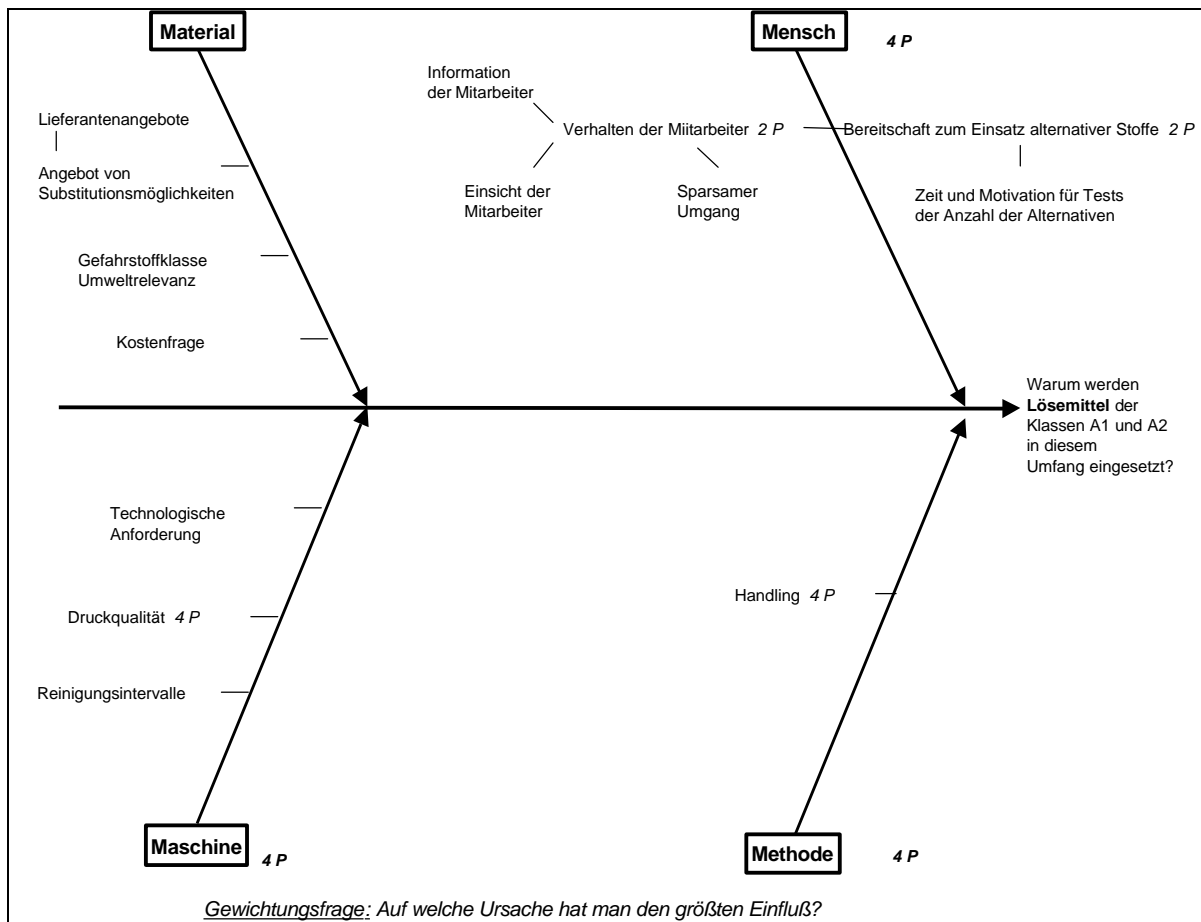 Material
Mensch
4 P
Information
der Mitarbeiter
Lieferantenangebote
Verhalten der Miitarbeiter 2 P
Bereitschaft zum Einsatz alternativer Stoffe 2 P
Angebot von
Substitutionsmöglichkeiten
Einsicht der
Mitarbeiter
Sparsamer
Umgang
Zeit und Motivation für Tests
der Anzahl der Alternativen
Gefahrstoffklasse
Umweltrelevanz
Kostenfrage
Warum werden
Lösemittel der
Klassen A1 und A2
in diesem
Umfang eingesetzt?
Technologische
Anforderung
Handling 4 P
Druckqualität 4 P
Reinigungsintervalle
Maschine
4 P
Methode
4 P
Gewichtungsfrage: Auf welche Ursache hat man den größten Einfluß?